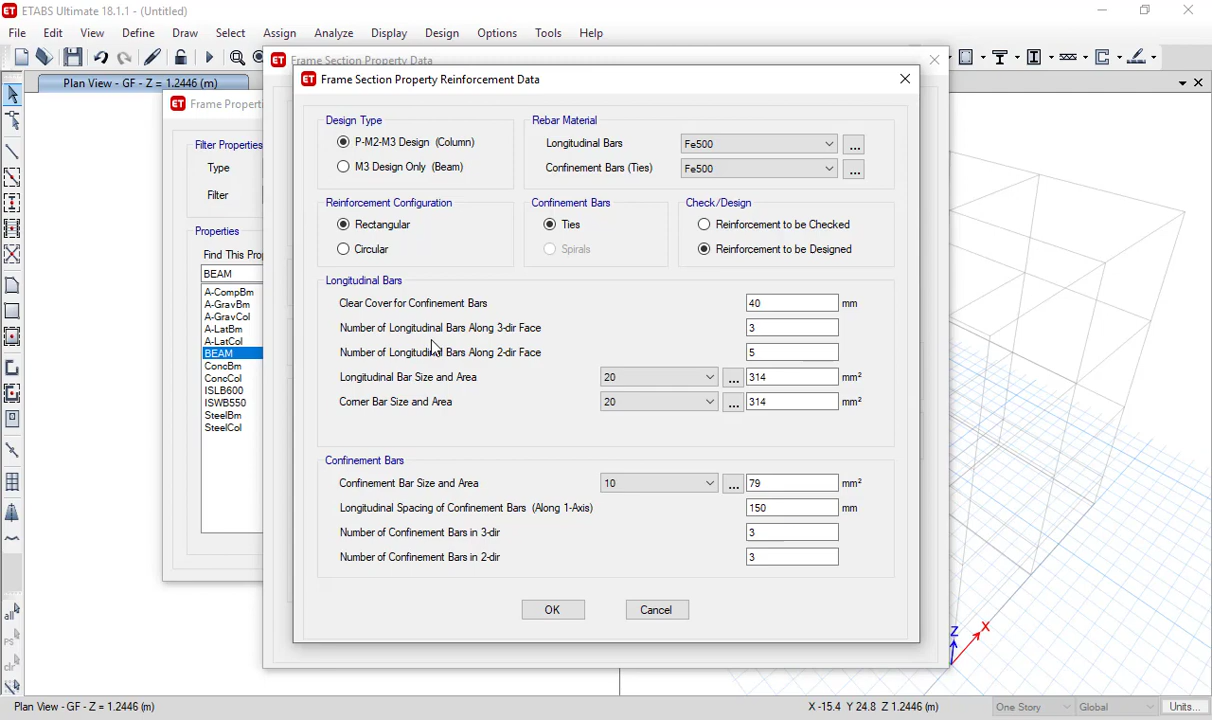 ETABS Ultimate 18.1.1 - (Untitled)
File Edit View Define Draw Select Assign Analyze Display Design Options Tools Help
Plan View - GF - Z = 1.2446 (m)
Frame Section Property Data
Frame Section Property Reinforcement Data
Frame Properti
Filter Properties
Type
Filter
Properties
Find This Prop
BEAM
A-CompBm
A-GravBm
A-GravCol
A-LatBm
A-LatCol
BEAM
ConcBm
ConcCol
ISLB600
ISWB550
SteelBm
SteelCol
Design Type
P-M2-M3 Design (Column)
M3 Design Only (Beam)
Rebar Material
Longitudinal Bars Fe500 ...
Confinement Bars (Ties) Fe500 ...
Reinforcement Configuration
Rectangular
Circular
Confinement Bars
Ties
Spirals
Check/Design
Reinforcement to be Checked
Reinforcement to be Designed
Longitudinal Bars
Clear Cover for Confinement Bars 40 mm
Number of Longitudinal Bars Along 3-dir Face 3
Number of Longitudinal Bars Along 2-dir Face 5
Longitudinal Bar Size and Area 20 ... 314 mm²
Corner Bar Size and Area 20 ... 314 mm²
Confinement Bars
Confinement Bar Size and Area 10 ... 79 mm²
Longitudinal Spacing of Confinement Bars (Along 1-Axis) 150 mm
Number of Confinement Bars in 3-dir 3
Number of Confinement Bars in 2-dir 3
OK Cancel
all
PS
clr
Z
X
Plan View - GF - Z = 1.2446 (m) X -15.4 Y 24.8 Z 1.2446 (m) One Story Global Units...